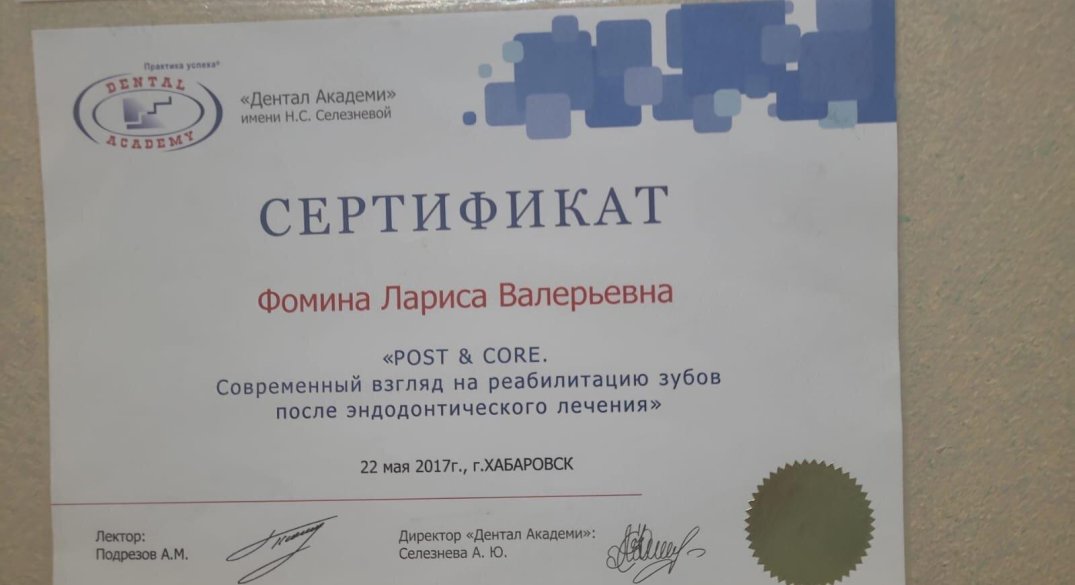 Практика успеха®
DENTAL
ACADEMY
«Дентал Академи»
имени Н.С. Селезневой
СЕРТИФИКАТ
Фомина Лариса Валерьевна
«POST & CORE.
Современный взгляд на реабилитацию зубов
после эндодонтического лечения»
22 мая 2017г., г.ХАБАРОВСК
Лектор:
Подрезов А.М.
Директор «Дентал Академи»:
Селезнева А. Ю.